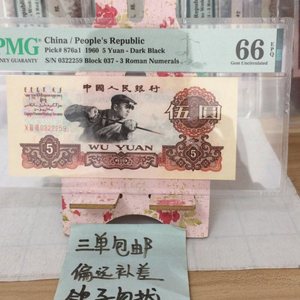 PMG
China / People's Republic
Pick# 876a1 1960 5 Yuan - Dark Black
S/N 0322259 Block 037 - 3 Roman Numerals
66
EPQ
Gem Uncirculated
中国人民银行
伍圆
0322259
5
WU YUAN
5
三单包邮
偏远补差